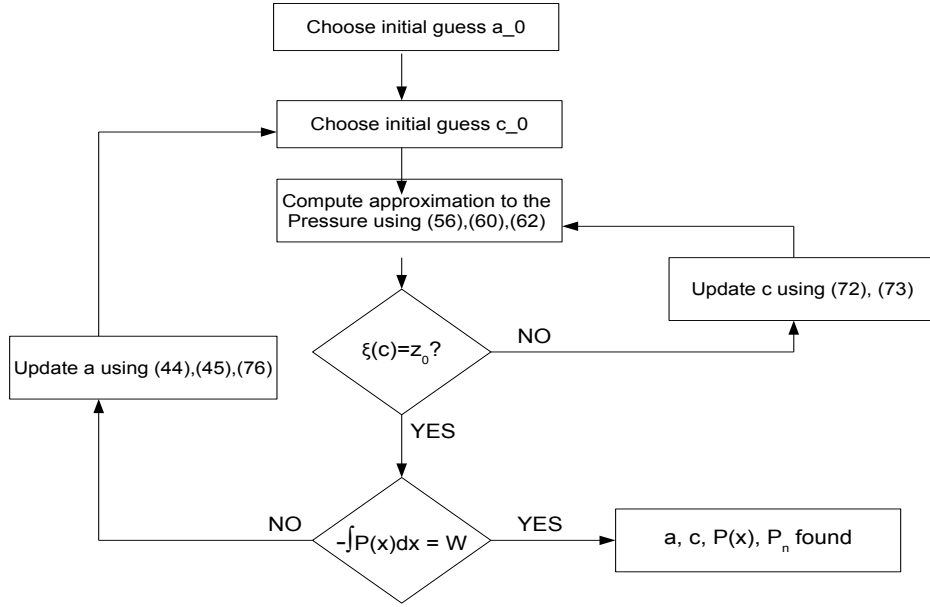 Choose initial guess a_0
Choose initial guess c_0
Compute approximation to the
Pressure using (56),(60),(62)
Update c using (72), (73)
ξ(c)=z₀?
NO
Update a using (44),(45),(76)
YES
NO
-∫P(x)dx = W
YES
a, c, P(x), Pₙ found